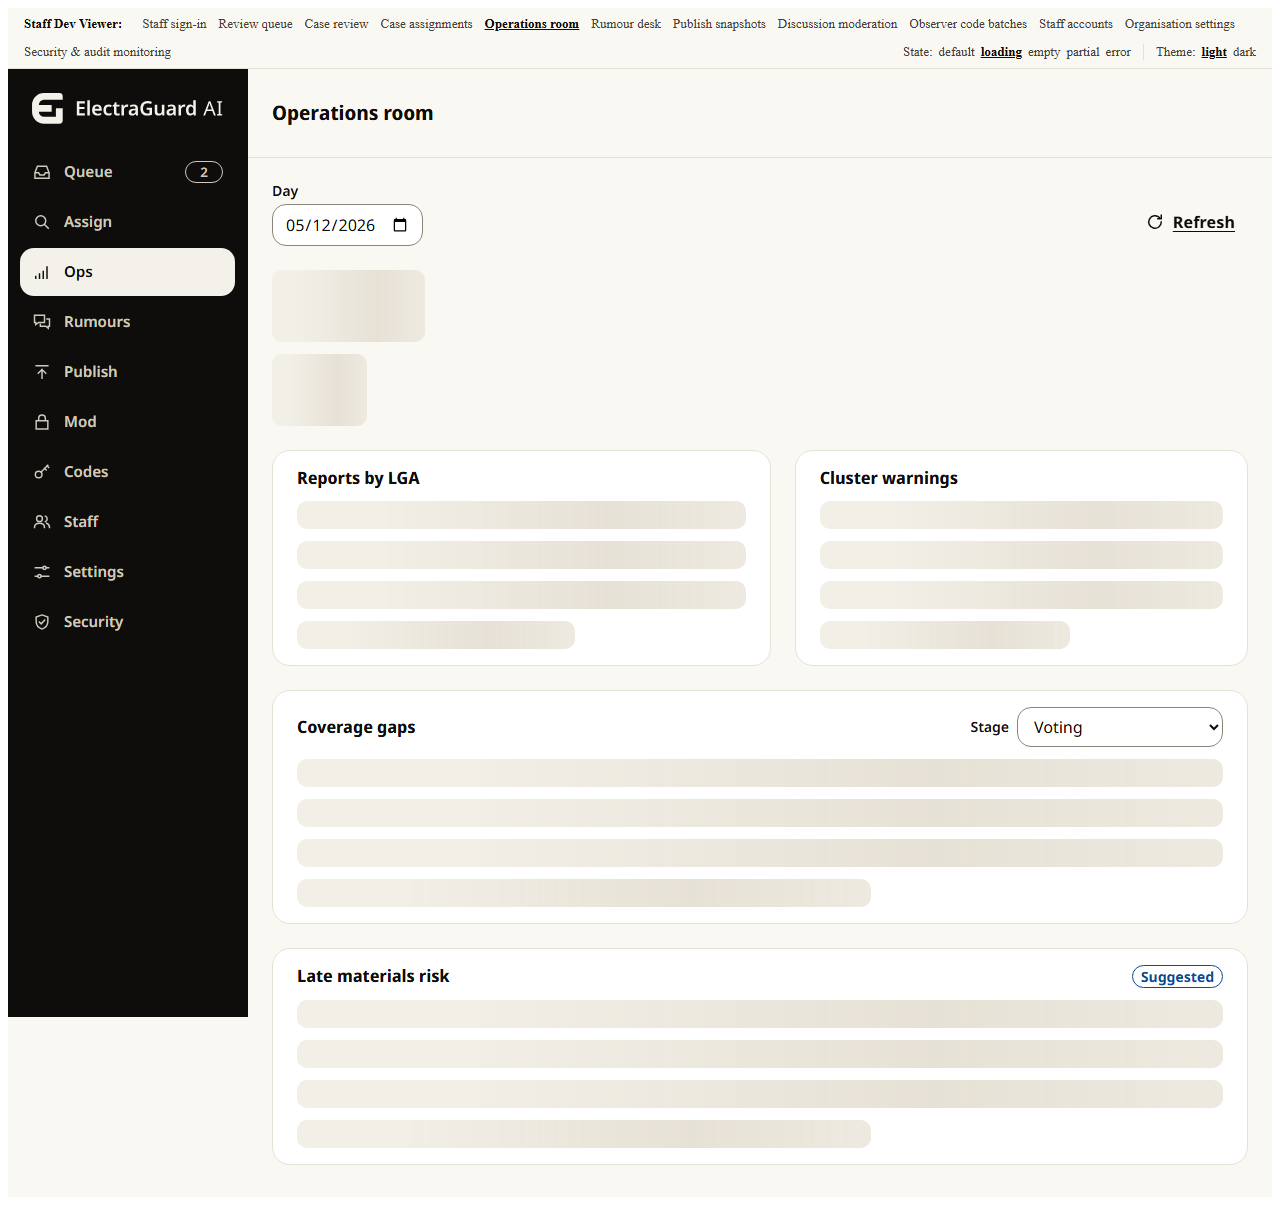 Staff Dev Viewer: Staff sign-in Review queue Case review Case assignments Operations room Rumour desk Publish snapshots Discussion moderation Observer code batches Staff accounts Organisation settings
Security & audit monitoring State: default loading empty partial error Theme: light dark
ElectraGuard AI
Queue 2
Assign
Ops
Rumours
Publish
Mod
Codes
Staff
Settings
Security
Operations room
Day
05/12/2026
Refresh
Reports by LGA
Cluster warnings
Coverage gaps
Stage Voting
Late materials risk
Suggested